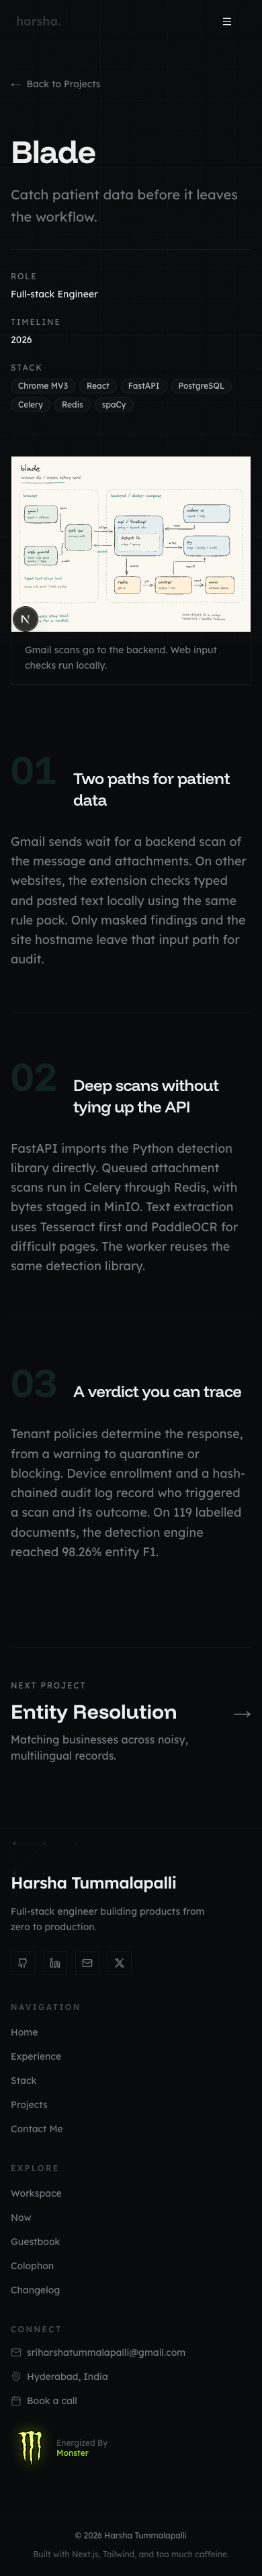 harsha.
← Back to Projects
Blade
Catch patient data before it leaves
the workflow.
ROLE
Full-stack Engineer
TIMELINE
2026
STACK
Chrome MV3 React FastAPI PostgreSQL
Celery Redis spaCy
blade
browser
backend / docker compose
N
Gmail scans go to the backend. Web input
checks run locally.
01 Two paths for patient
data
Gmail sends wait for a backend scan of
the message and attachments. On other
websites, the extension checks typed
and pasted text locally using the same
rule pack. Only masked findings and the
site hostname leave that input path for
audit.
02 Deep scans without
tying up the API
FastAPI imports the Python detection
library directly. Queued attachment
scans run in Celery through Redis, with
bytes staged in MinIO. Text extraction
uses Tesseract first and PaddleOCR for
difficult pages. The worker reuses the
same detection library.
03 A verdict you can trace
Tenant policies determine the response,
from a warning to quarantine or
blocking. Device enrollment and a hash-
chained audit log record who triggered
a scan and its outcome. On 119 labelled
documents, the detection engine
reached 98.26% entity F1.
NEXT PROJECT
Entity Resolution →
Matching businesses across noisy,
multilingual records.
Harsha Tummalapalli
Full-stack engineer building products from
zero to production.
NAVIGATION
Home
Experience
Stack
Projects
Contact Me
EXPLORE
Workspace
Now
Guestbook
Colophon
Changelog
CONNECT
sriharshatummalapalli@gmail.com
Hyderabad, India
Book a call
Energized By
Monster
© 2026 Harsha Tummalapalli
Built with Next.js, Tailwind, and too much caffeine.